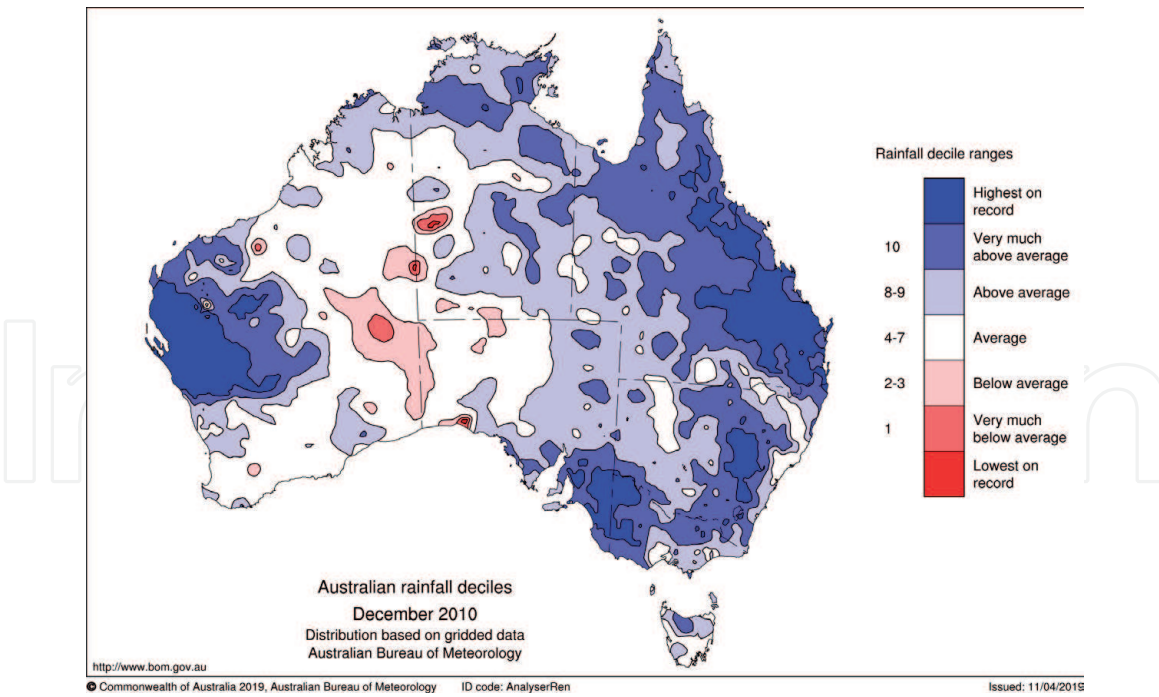 Rainfall decile ranges
Highest on
record
10
Very much
above average
8-9
Above average
4-7
Average
2-3
Below average
1
Very much
below average
Lowest on
record
Australian rainfall deciles
December 2010
Distribution based on gridded data
Australian Bureau of Meteorology
http://www.bom.gov.au
© Commonwealth of Australia 2019, Australian Bureau of Meteorology ID code: AnalyserRen Issued: 11/04/2019